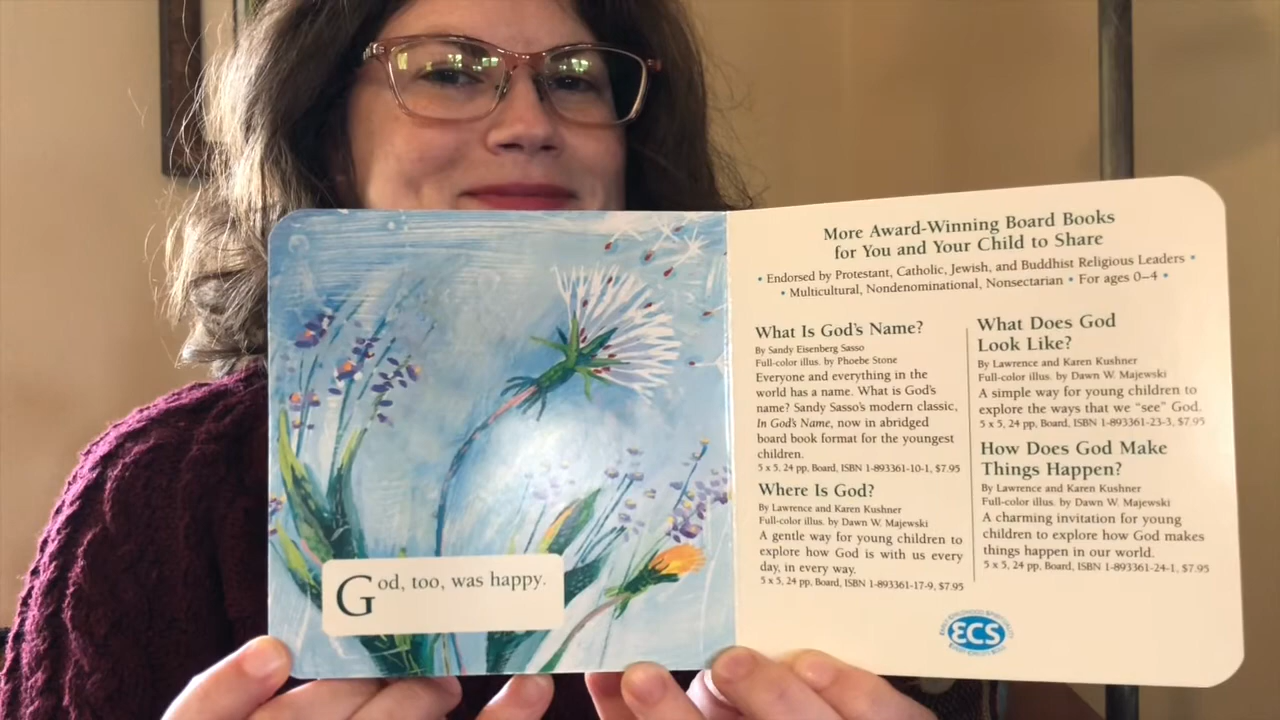 God, too, was happy.
More Award-Winning Board Books
for You and Your Child to Share
• Endorsed by Protestant, Catholic, Jewish, and Buddhist Religious Leaders •
• Multicultural, Nondenominational, Nonsectarian • For ages 0–4 •
What Is God's Name?
By Sandy Eisenberg Sasso
Full-color illus. by Phoebe Stone
Everyone and everything in the
world has a name. What is God's
name? Sandy Sasso's modern classic,
In God's Name, now in abridged
board book format for the youngest
children.
5 x 5, 24 pp, Board, ISBN 1-893361-10-1, $7.95
Where Is God?
By Lawrence and Karen Kushner
Full-color illus. by Dawn W. Majewski
A gentle way for young children to
explore how God is with us every
day, in every way.
5 x 5, 24 pp, Board, ISBN 1-893361-17-9, $7.95
What Does God
Look Like?
By Lawrence and Karen Kushner
Full-color illus. by Dawn W. Majewski
A simple way for young children to
explore the ways that we “see” God.
5 x 5, 24 pp, Board, ISBN 1-893361-23-3, $7.95
How Does God Make
Things Happen?
By Lawrence and Karen Kushner
Full-color illus. by Dawn W. Majewski
A charming invitation for young
children to explore how God makes
things happen in our world.
5 x 5, 24 pp, Board, ISBN 1-893361-24-1, $7.95
ECS